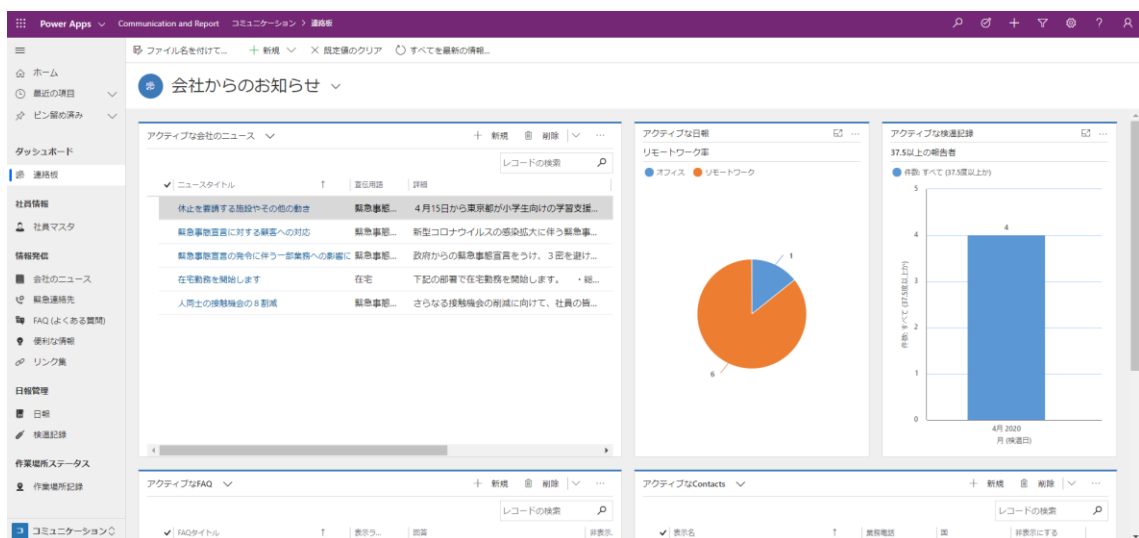 Power Apps Communication and Report コミュニケーション > 連絡板
ファイル名を付けて... 新規 既定値のクリア すべてを最新の情報...
ホーム
最近の項目
ピン留め済み
ダッシュボード
連絡板
社員情報
社員マスタ
情報発信
会社のニュース
緊急連絡先
FAQ (よくある質問)
便利な情報
リンク集
日報管理
日報
検温記録
作業場所ステータス
作業場所記録
コ コミュニケーション
会社からのお知らせ
アクティブな会社のニュース 新規 削除
レコードの検索
ニュースタイトル 宣伝用語 詳細
休止を要請する施設やその他の動き 緊急事態... 4月15日から東京都が小学生向けの学習支援...
緊急事態宣言に対する顧客への対応 緊急事態... 新型コロナウイルスの感染拡大に伴う緊急事...
緊急事態宣言の発令に伴う一部業務への影響に 緊急事態... 政府からの緊急事態宣言をうけ、3密を避け...
在宅勤務を開始します 在宅 下記の部署で在宅勤務を開始します。 ・総...
人同士の接触機会の8割減 緊急事態... さらなる接触機会の削減に向けて、社員の皆...
アクティブな日報
リモートワーク率
オフィス リモートワーク
1
6
アクティブな検温記録
37.5以上の報告者
件数: すべて (37.5度以上か)
件数: すべて (37.5度以上か)
5
4
3
2
1
0
4
4月 2020
月 (検温日)
アクティブなFAQ 新規 削除
レコードの検索
FAQタイトル 表示ラ... 回答 非表示.
アクティブなContacts 新規 削除
レコードの検索
表示名 業務電話 国 非表示にする